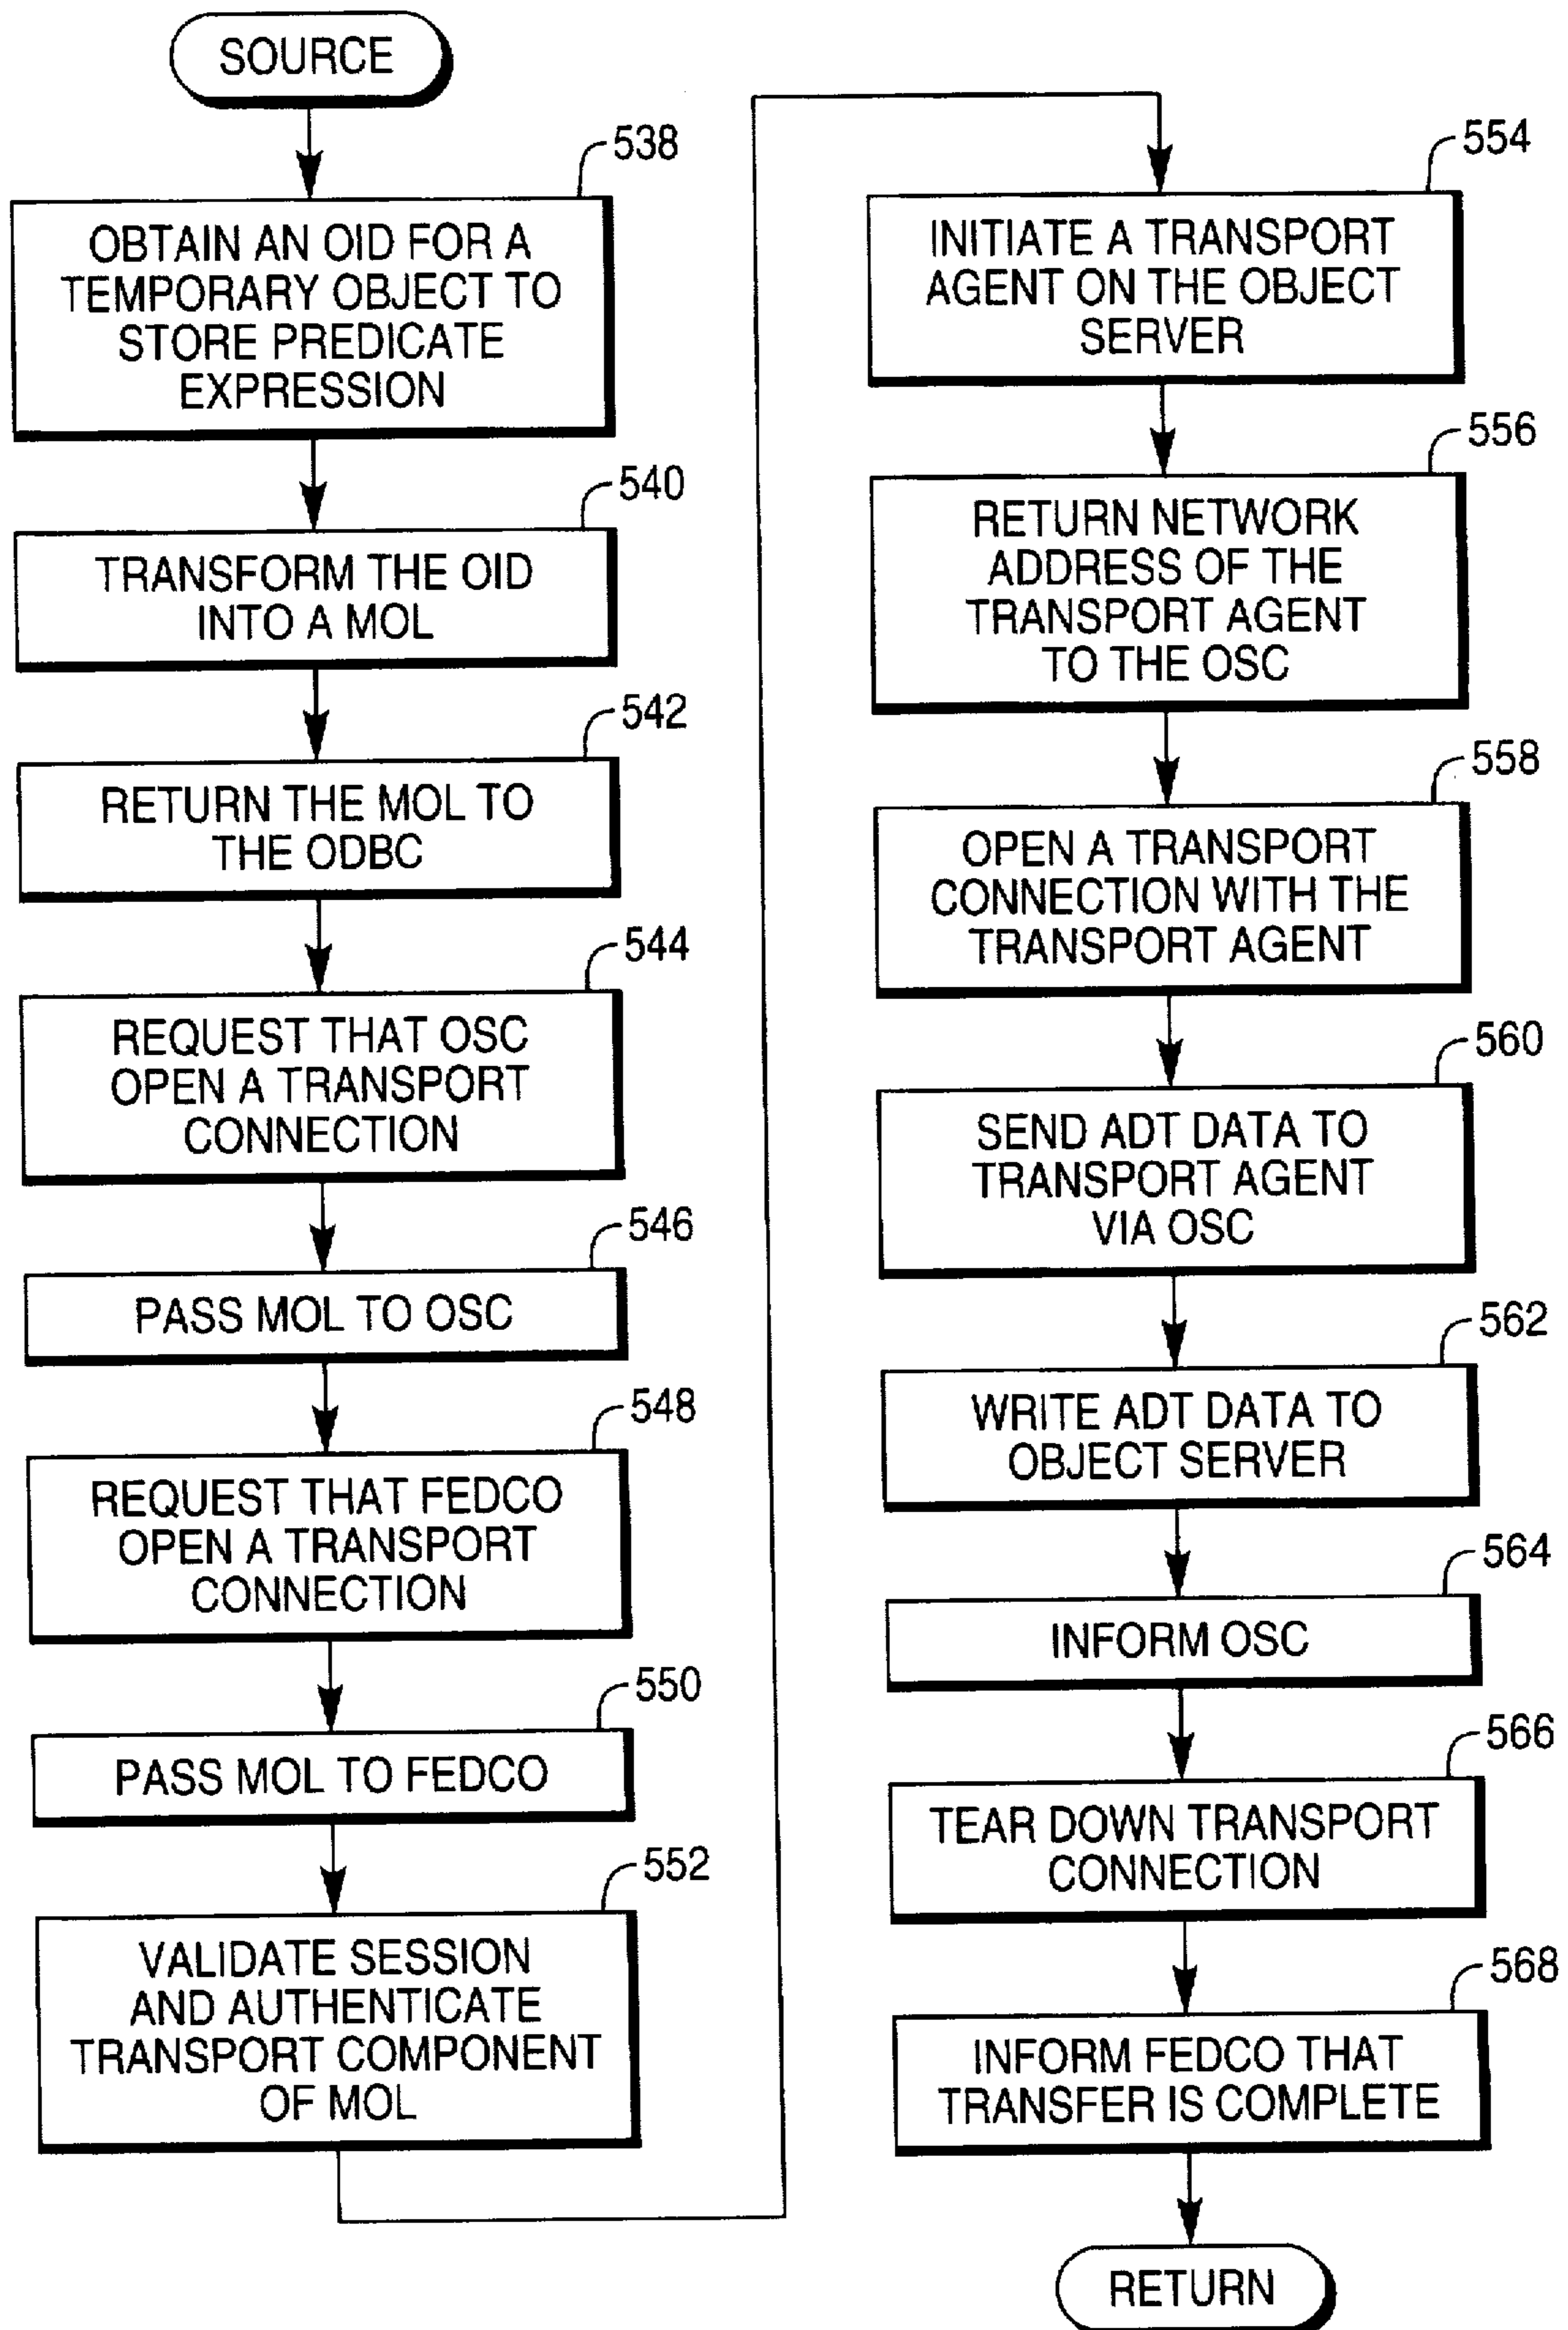 SOURCE
538
OBTAIN AN OID FOR A
TEMPORARY OBJECT TO
STORE PREDICATE
EXPRESSION
540
TRANSFORM THE OID
INTO A MOL
542
RETURN THE MOL TO
THE ODBC
544
REQUEST THAT OSC
OPEN A TRANSPORT
CONNECTION
546
PASS MOL TO OSC
548
REQUEST THAT FEDCO
OPEN A TRANSPORT
CONNECTION
550
PASS MOL TO FEDCO
552
VALIDATE SESSION
AND AUTHENTICATE
TRANSPORT COMPONENT
OF MOL
554
INITIATE A TRANSPORT
AGENT ON THE OBJECT
SERVER
556
RETURN NETWORK
ADDRESS OF THE
TRANSPORT AGENT
TO THE OSC
558
OPEN A TRANSPORT
CONNECTION WITH THE
TRANSPORT AGENT
560
SEND ADT DATA TO
TRANSPORT AGENT
VIA OSC
562
WRITE ADT DATA TO
OBJECT SERVER
564
INFORM OSC
566
TEAR DOWN TRANSPORT
CONNECTION
568
INFORM FEDCO THAT
TRANSFER IS COMPLETE
RETURN